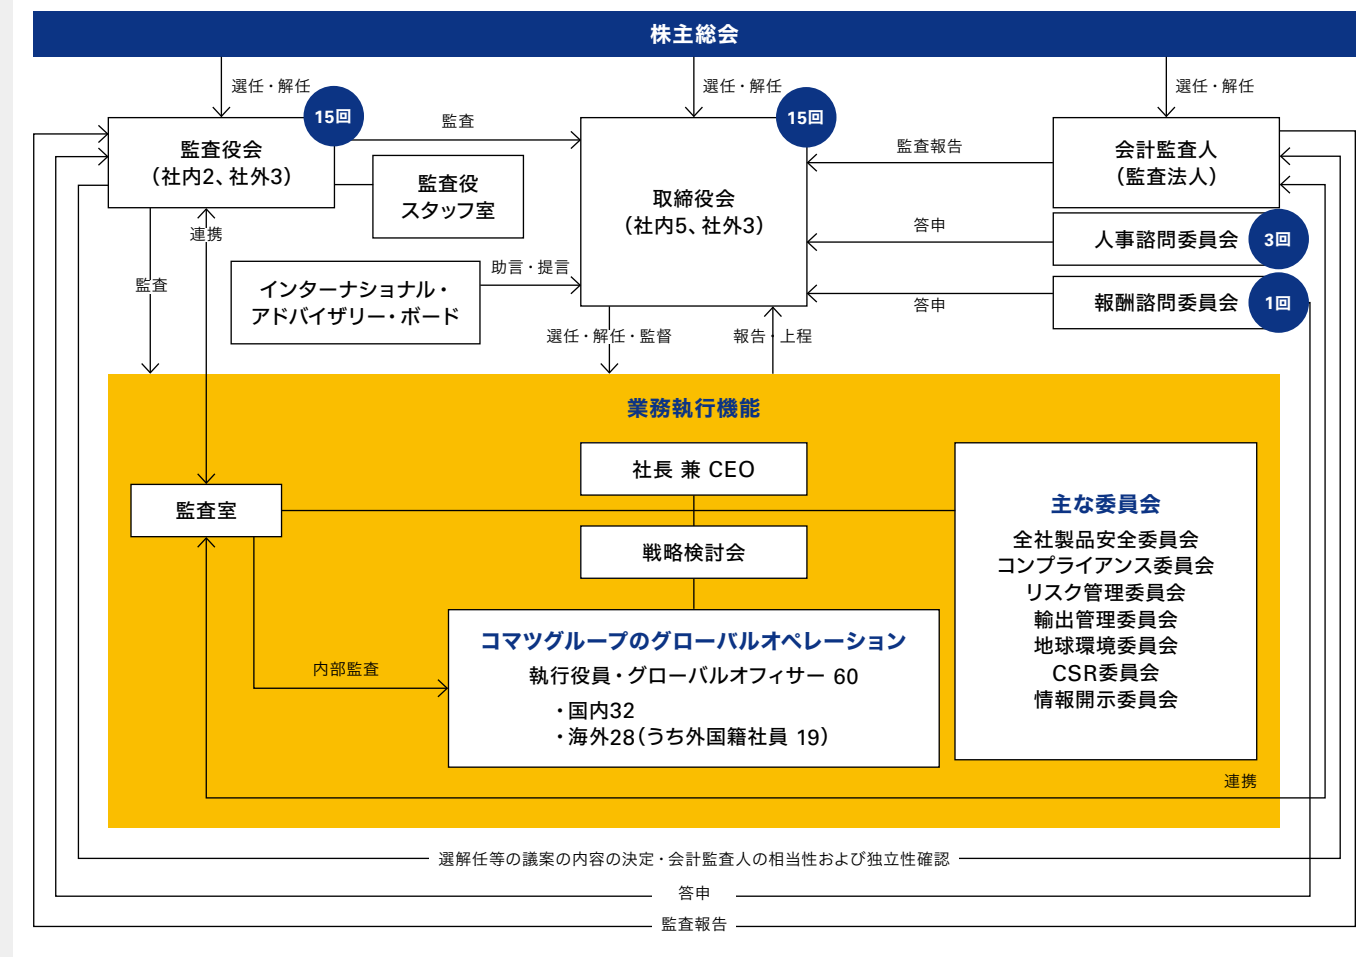 株主総会
選任・解任
選任・解任
選任・解任
15回
15回
監査役会
（社内2、社外3）
監査
監査役
スタッフ室
取締役会
（社内5、社外3）
監査報告
会計監査人
（監査法人）
答申
人事諮問委員会
3回
答申
報酬諮問委員会
1回
連携
監査
インターナショナル・
アドバイザリー・ボード
助言・提言
選任・解任・監督
報告・上程
業務執行機能
社長 兼 CEO
監査室
戦略検討会
主な委員会
全社製品安全委員会
コンプライアンス委員会
リスク管理委員会
輸出管理委員会
地球環境委員会
CSR委員会
情報開示委員会
内部監査
コマツグループのグローバルオペレーション
執行役員・グローバルオフィサー 60
・国内32
・海外28（うち外国籍社員 19）
連携
選解任等の議案の内容の決定・会計監査人の相当性および独立性確認
答申
監査報告